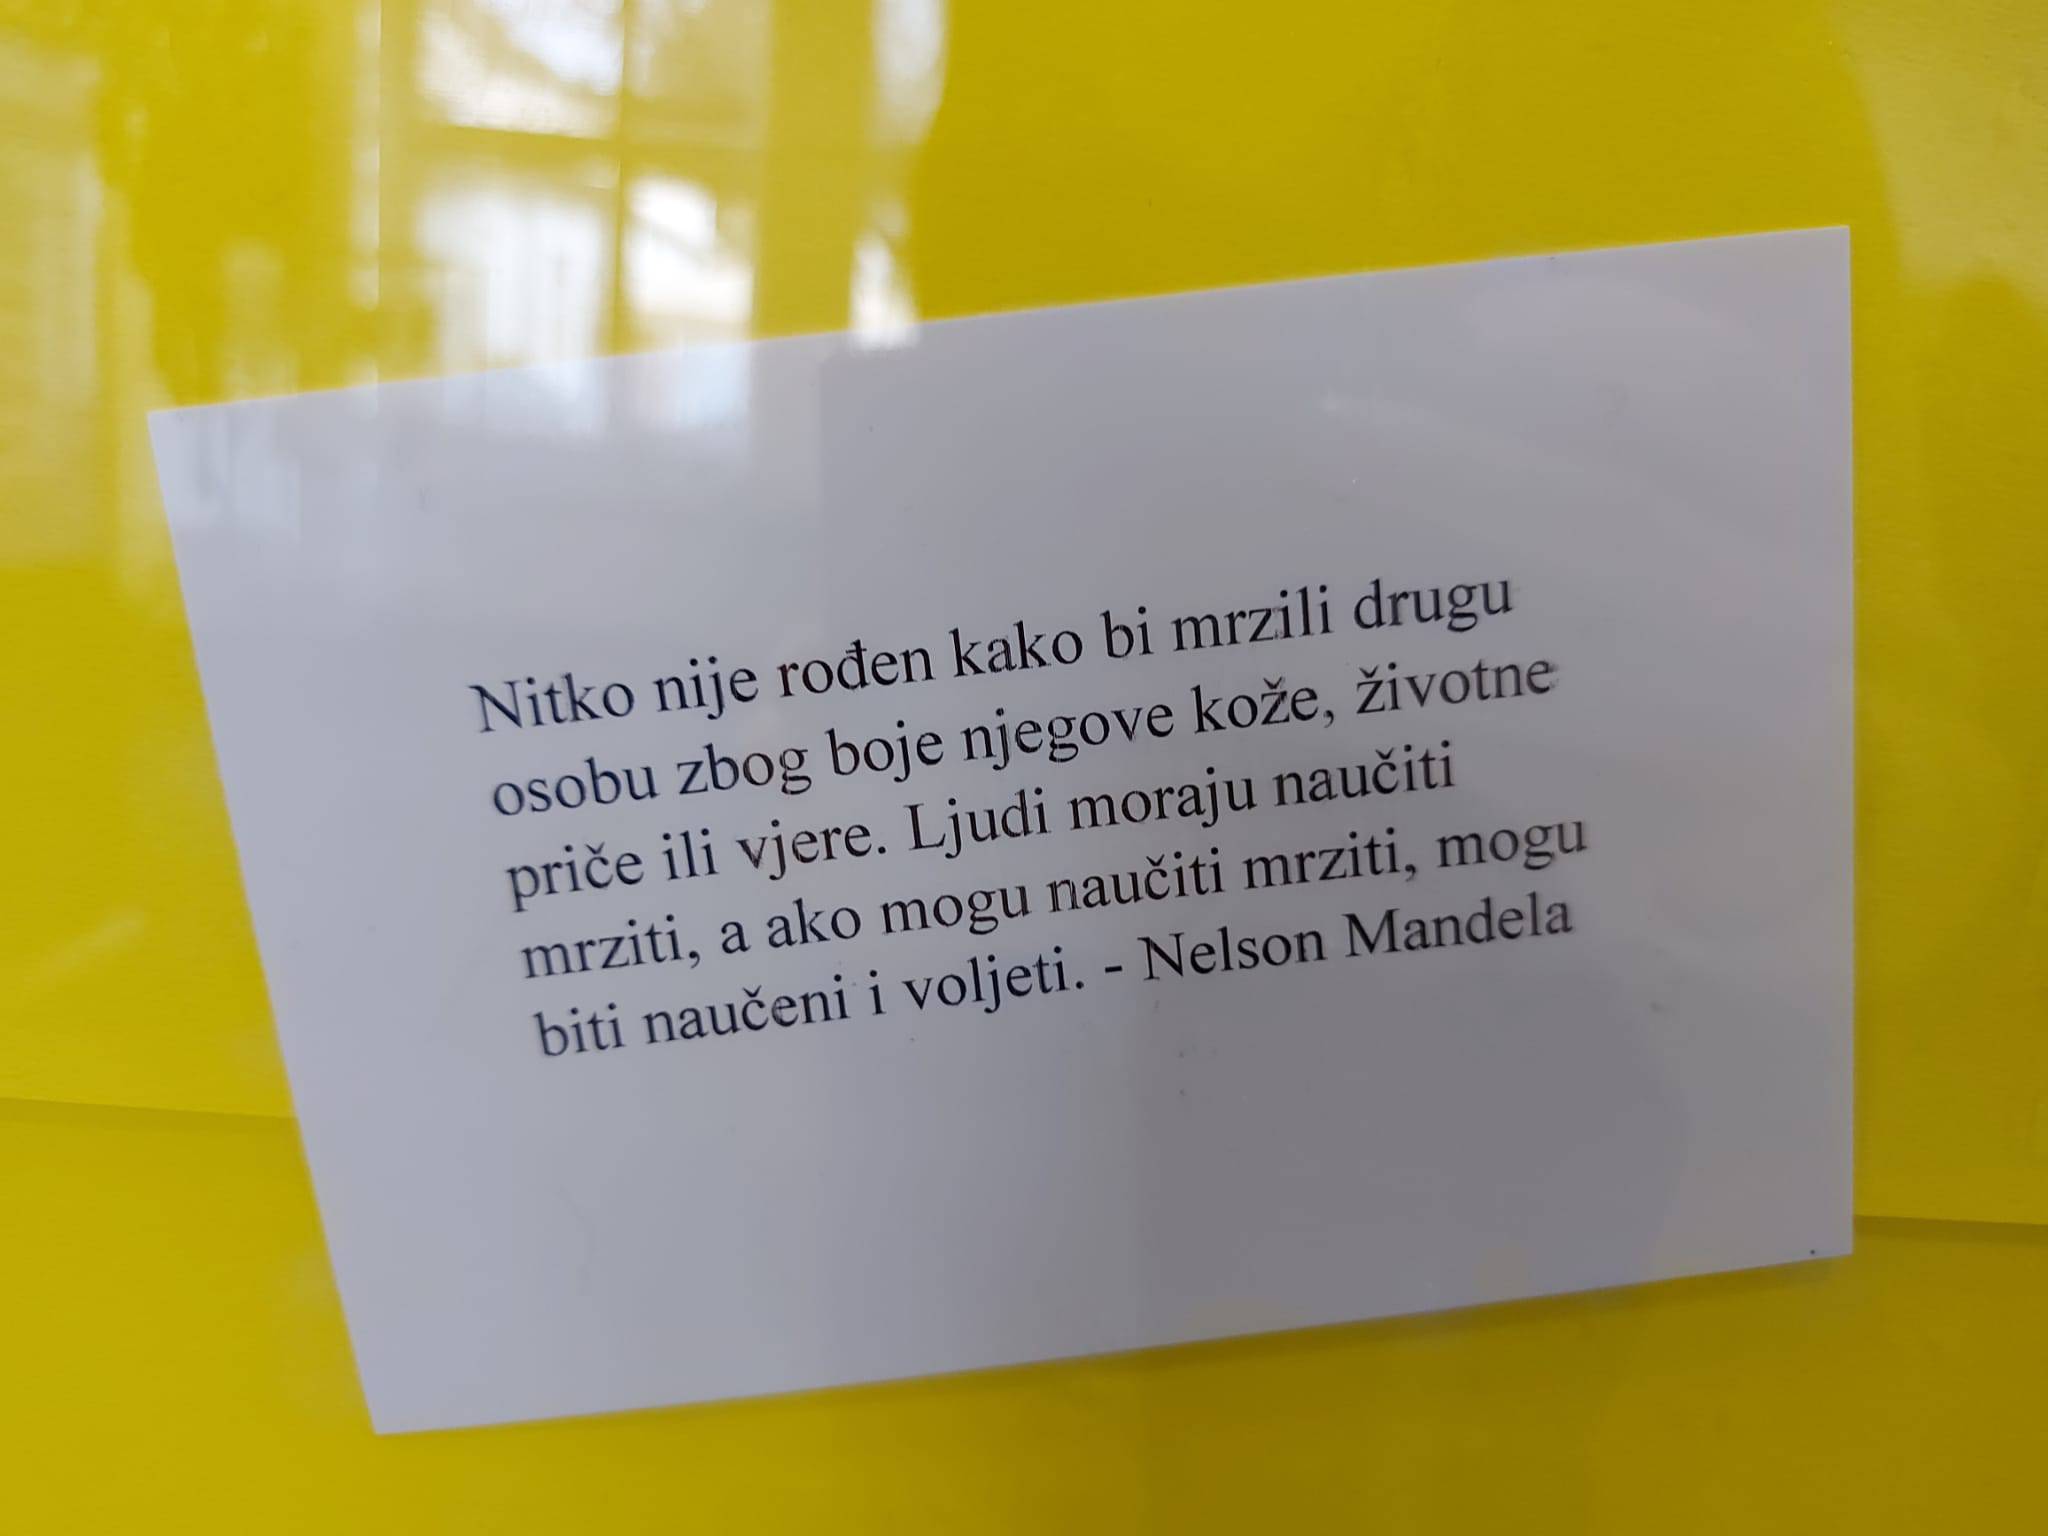 Nitko nije rođen kako bi mrzili drugu
osobu zbog boje njegove kože, životne
priče ili vjere. Ljudi moraju naučiti
mrziti, a ako mogu naučiti mrziti, mogu
biti naučeni i voljeti. - Nelson Mandela